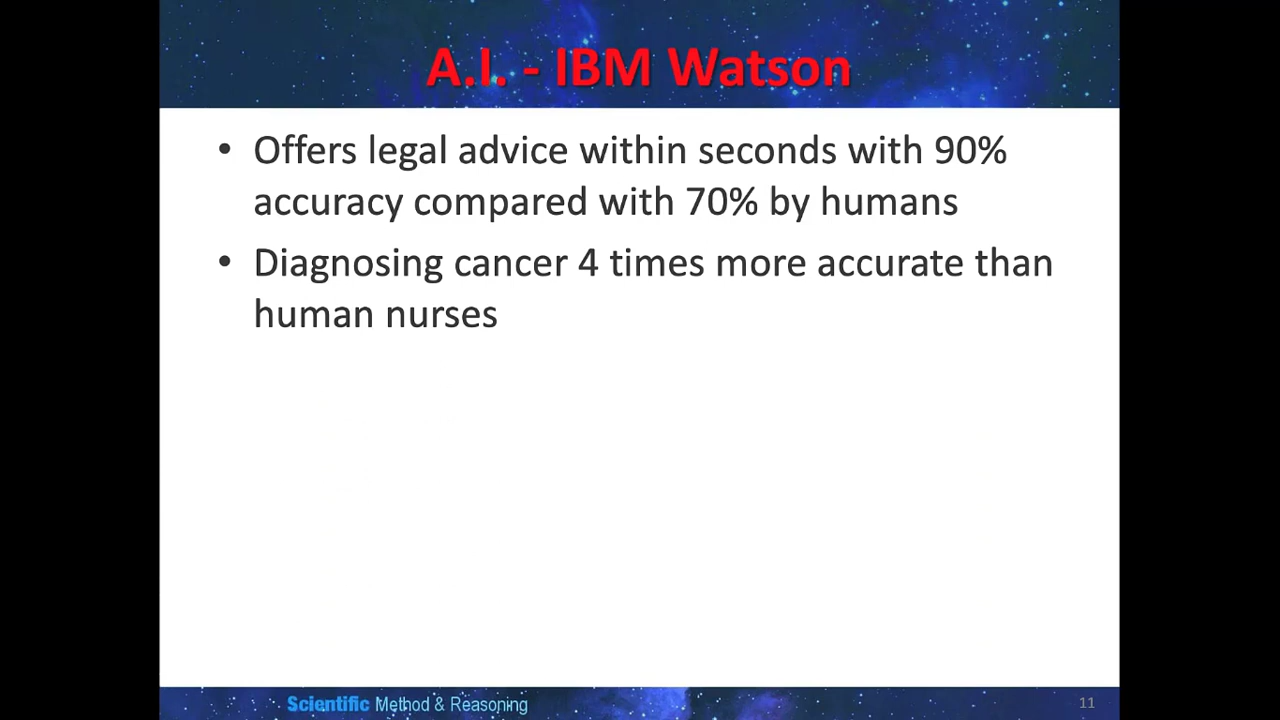 A.I. - IBM Watson
• Offers legal advice within seconds with 90%
accuracy compared with 70% by humans
• Diagnosing cancer 4 times more accurate than
human nurses
Scientific Method & Reasoning
11